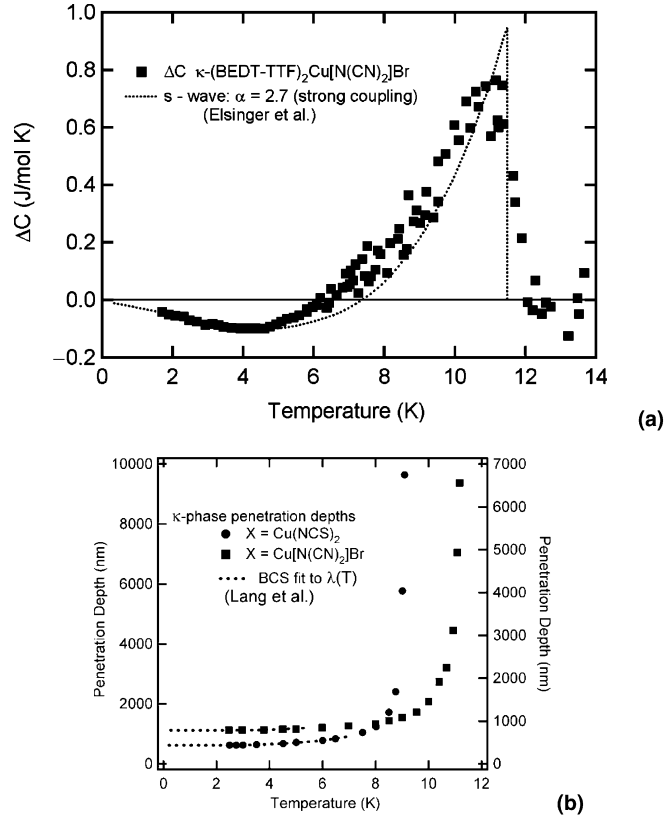 1.0
0.8
0.6
0.4
0.2
0.0
−0.2
ΔC (J/mol K)
ΔC κ-(BEDT-TTF)2Cu[N(CN)2]Br
s - wave: α = 2.7 (strong coupling)
(Elsinger et al.)
0 2 4 6 8 10 12 14
Temperature (K)
(a)
10000
8000
6000
4000
2000
0
Penetration Depth (nm)
κ-phase penetration depths
X = Cu(NCS)2
X = Cu[N(CN)2]Br
BCS fit to λ(T)
(Lang et al.)
7000
6000
5000
4000
3000
2000
1000
0
Penetration Depth (nm)
0 2 4 6 8 10 12
Temperature (K)
(b)